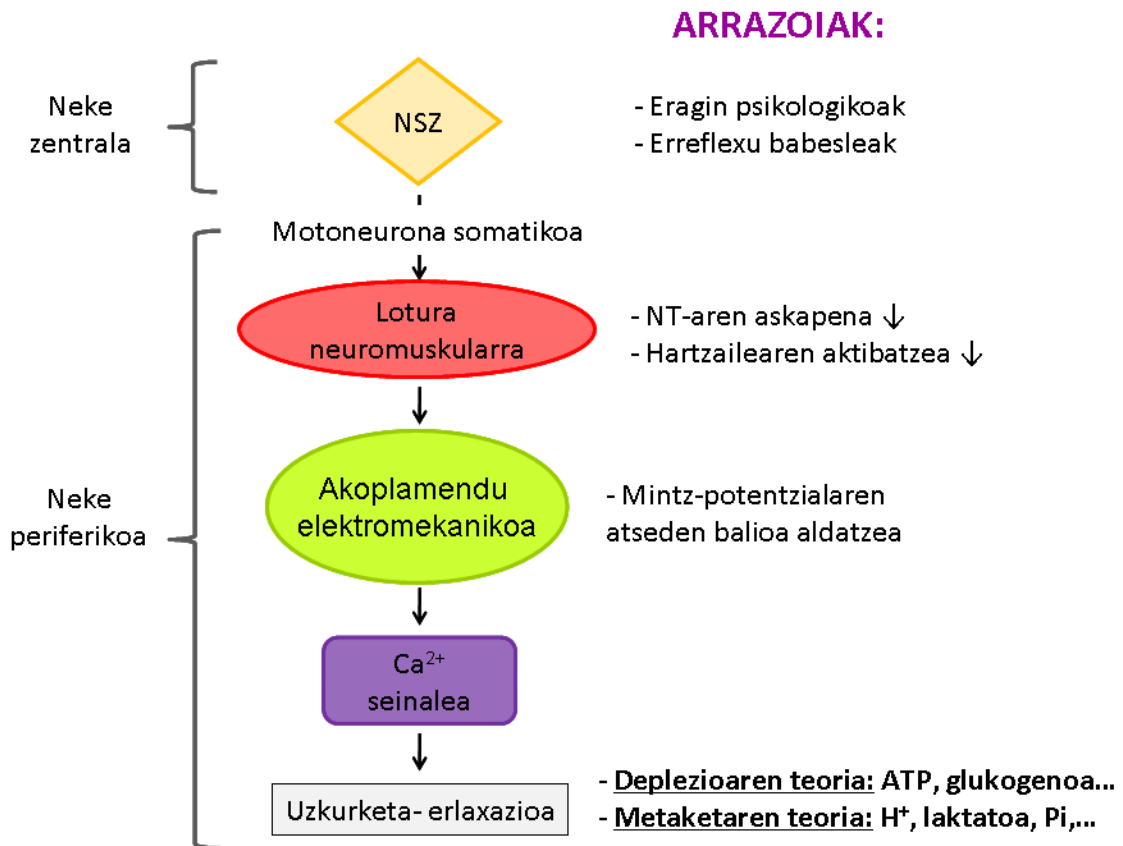 ARRAZOIAK:
Neke
zentrala
NSZ
- Eragin psikologikoak
- Erreflexu babesleak
Motoneurona somatikoa
Lotura
neuromuskularra
- NT-aren askapena ↓
- Hartzailearen aktibatzea ↓
Neke
periferikoa
Akoplamendu
elektromekanikoa
- Mintz-potentzialaren
atseden balioa aldatzea
Ca²⁺
seinalea
Uzkurketa- erlaxazioa
- Deplezioaren teoria: ATP, glukogenoa...
- Metaketaren teoria: H⁺, laktatoa, Pi,...